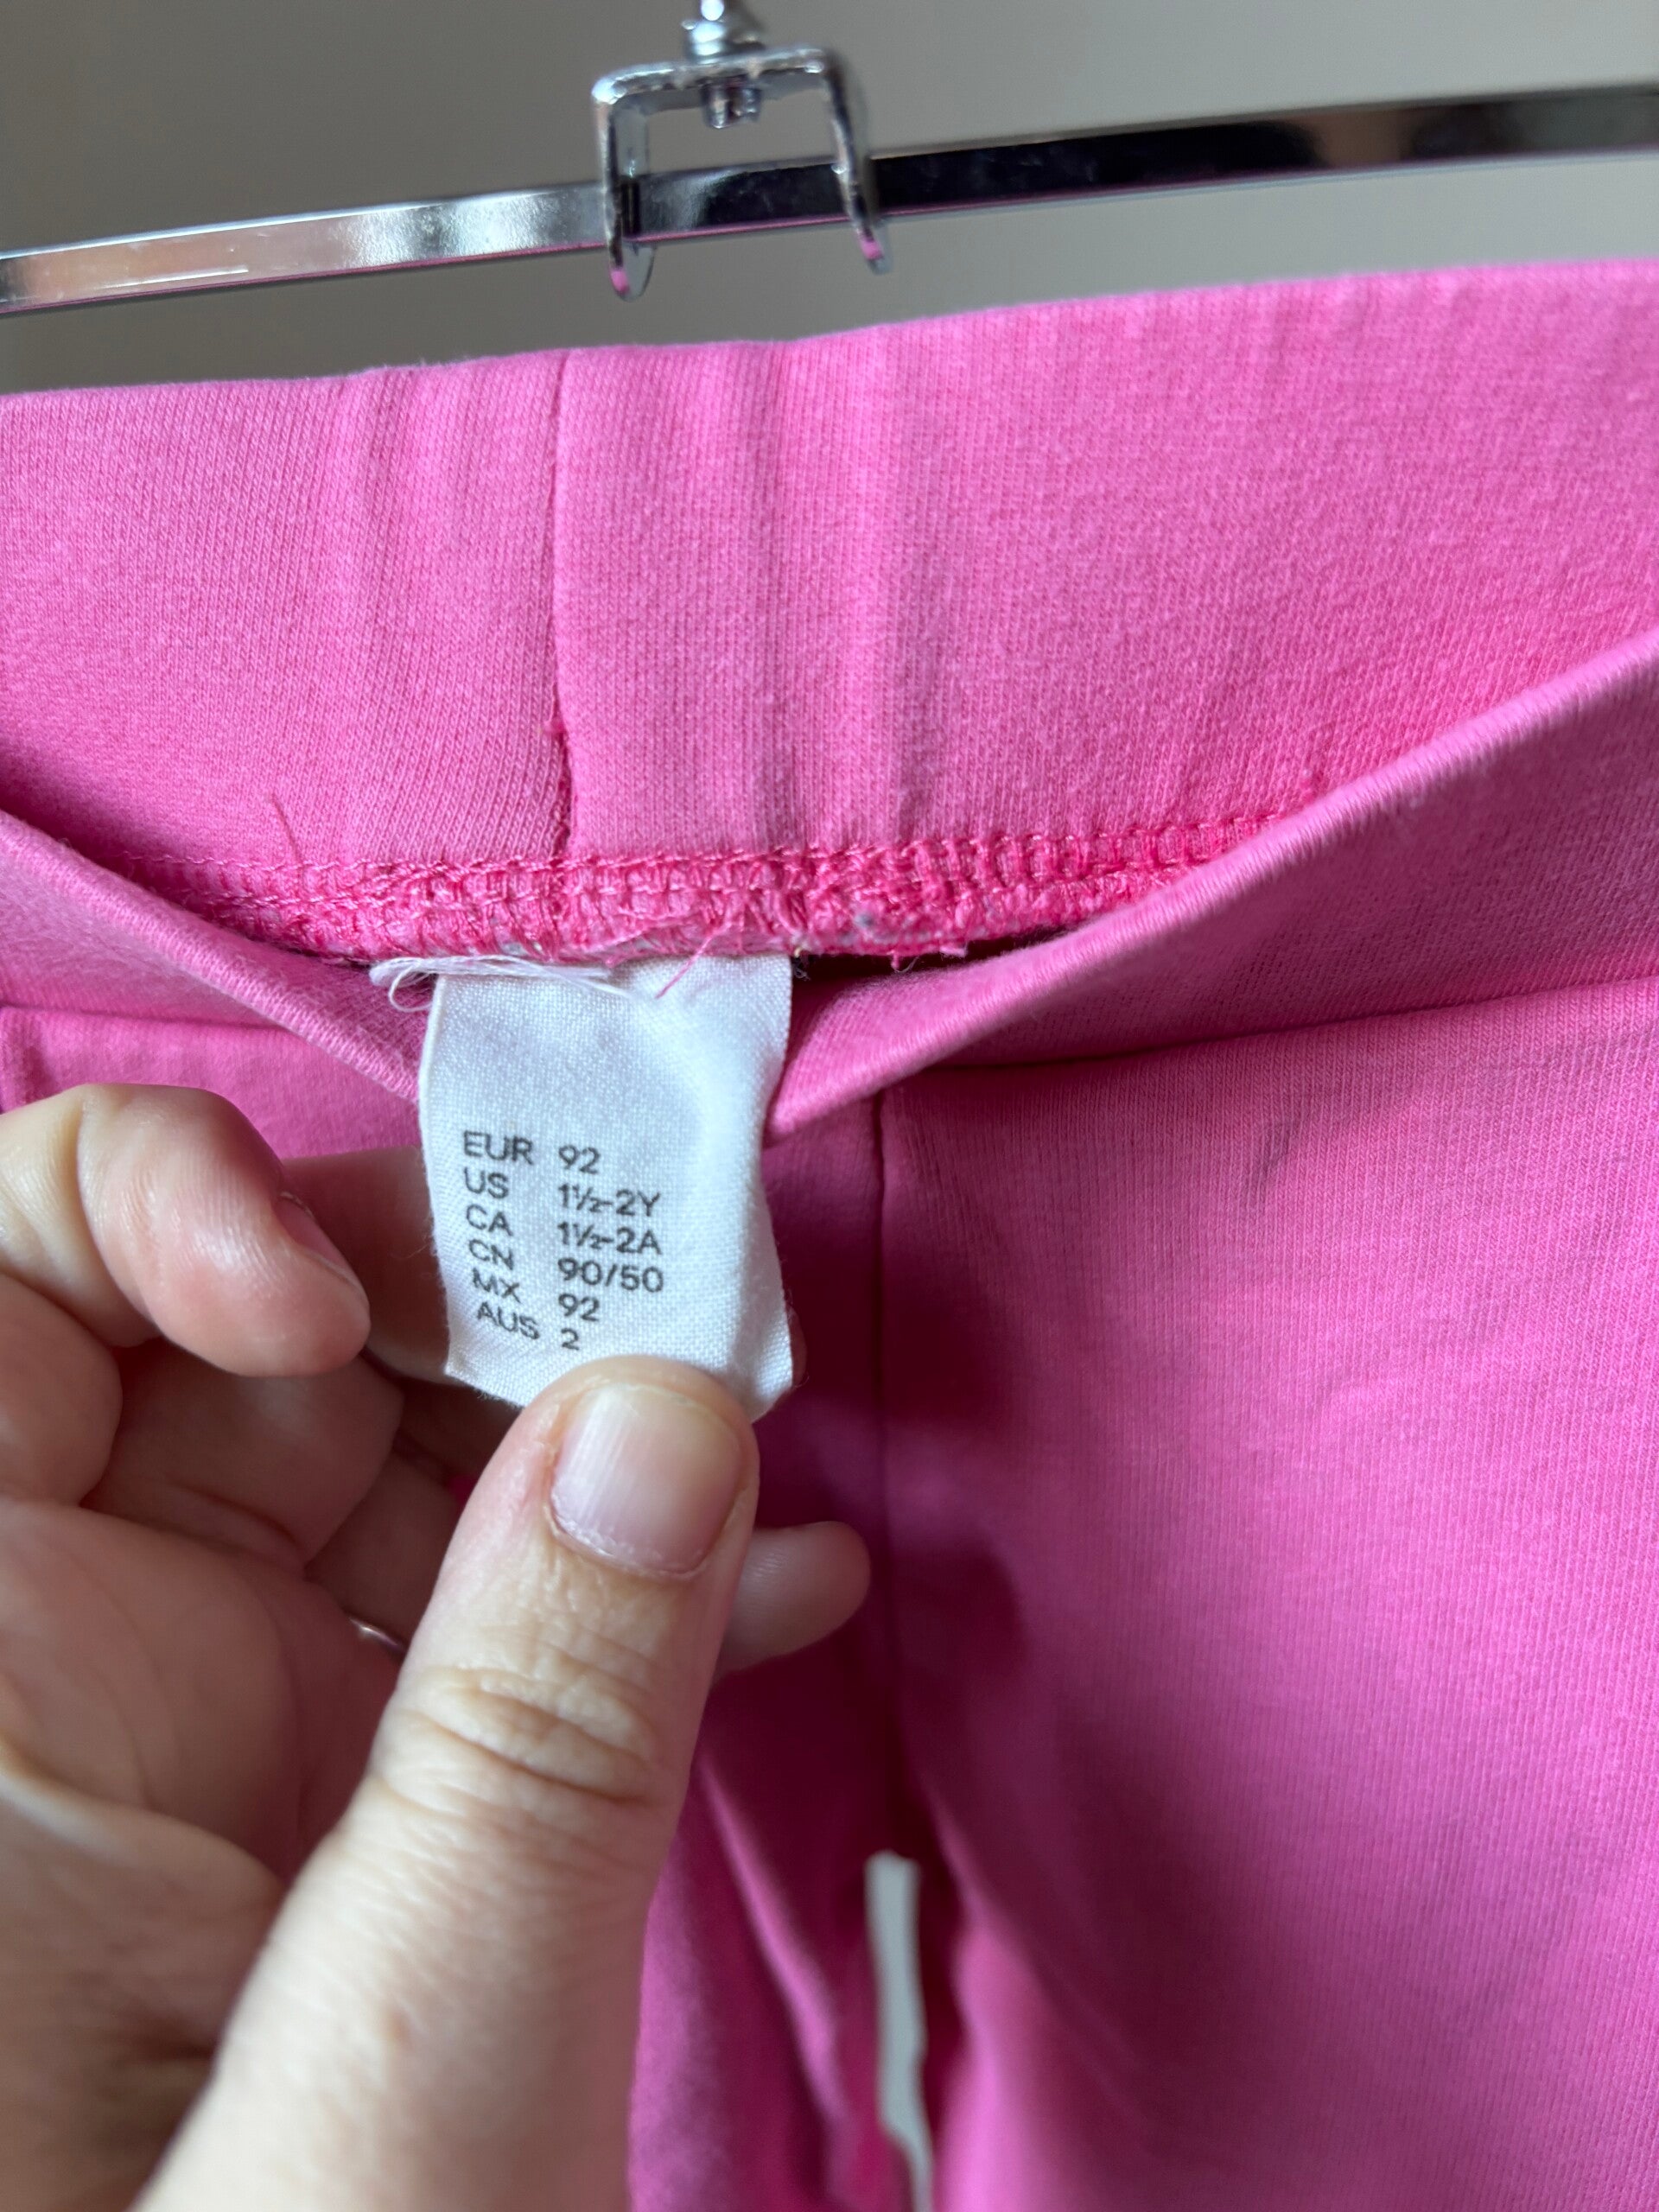 EUR 92
US 1½-2Y
CA 1½-2A
CN 90/50
MX 92
AUS 2